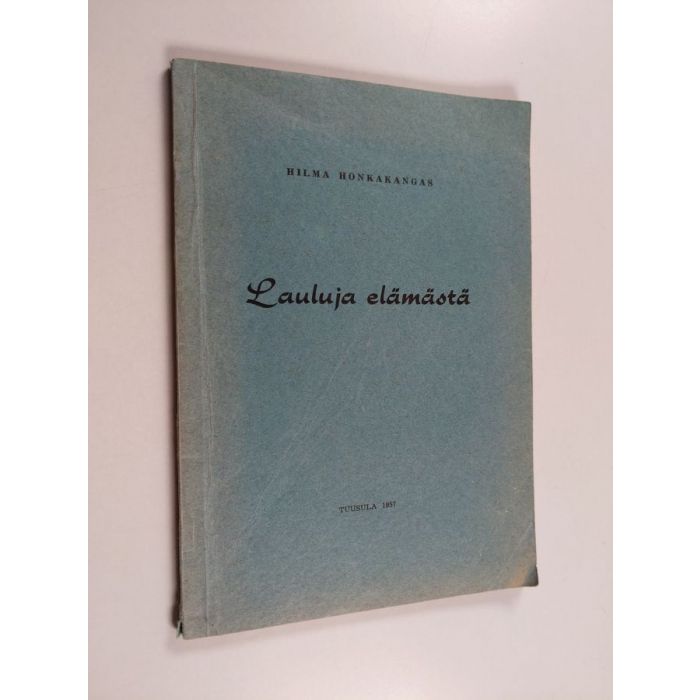 HILMA HONKAKANGAS
Lauluja elämästä
TUUSULA 1957